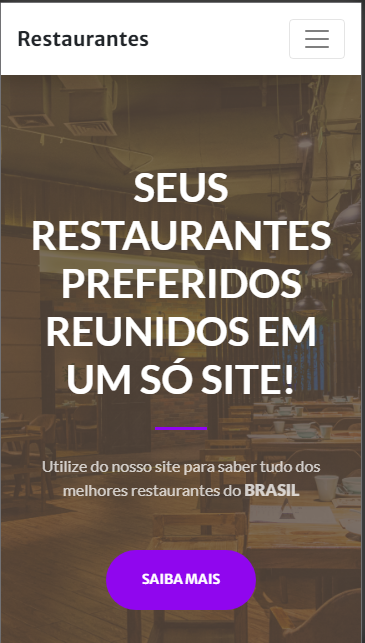 Restaurantes
SEUS
RESTAURANTES
PREFERIDOS
REUNIDOS EM
UM SÓ SITE!
Utilize do nosso site para saber tudo dos
melhores restaurantes do BRASIL
SAIBA MAIS